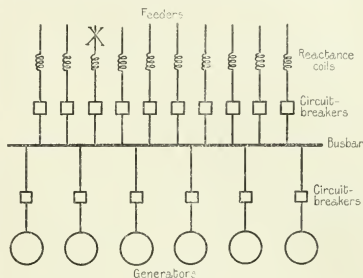 Feeders
Reactance
coils
Circuit-
breakers
Busbar
Circuit-
breakers
Generators